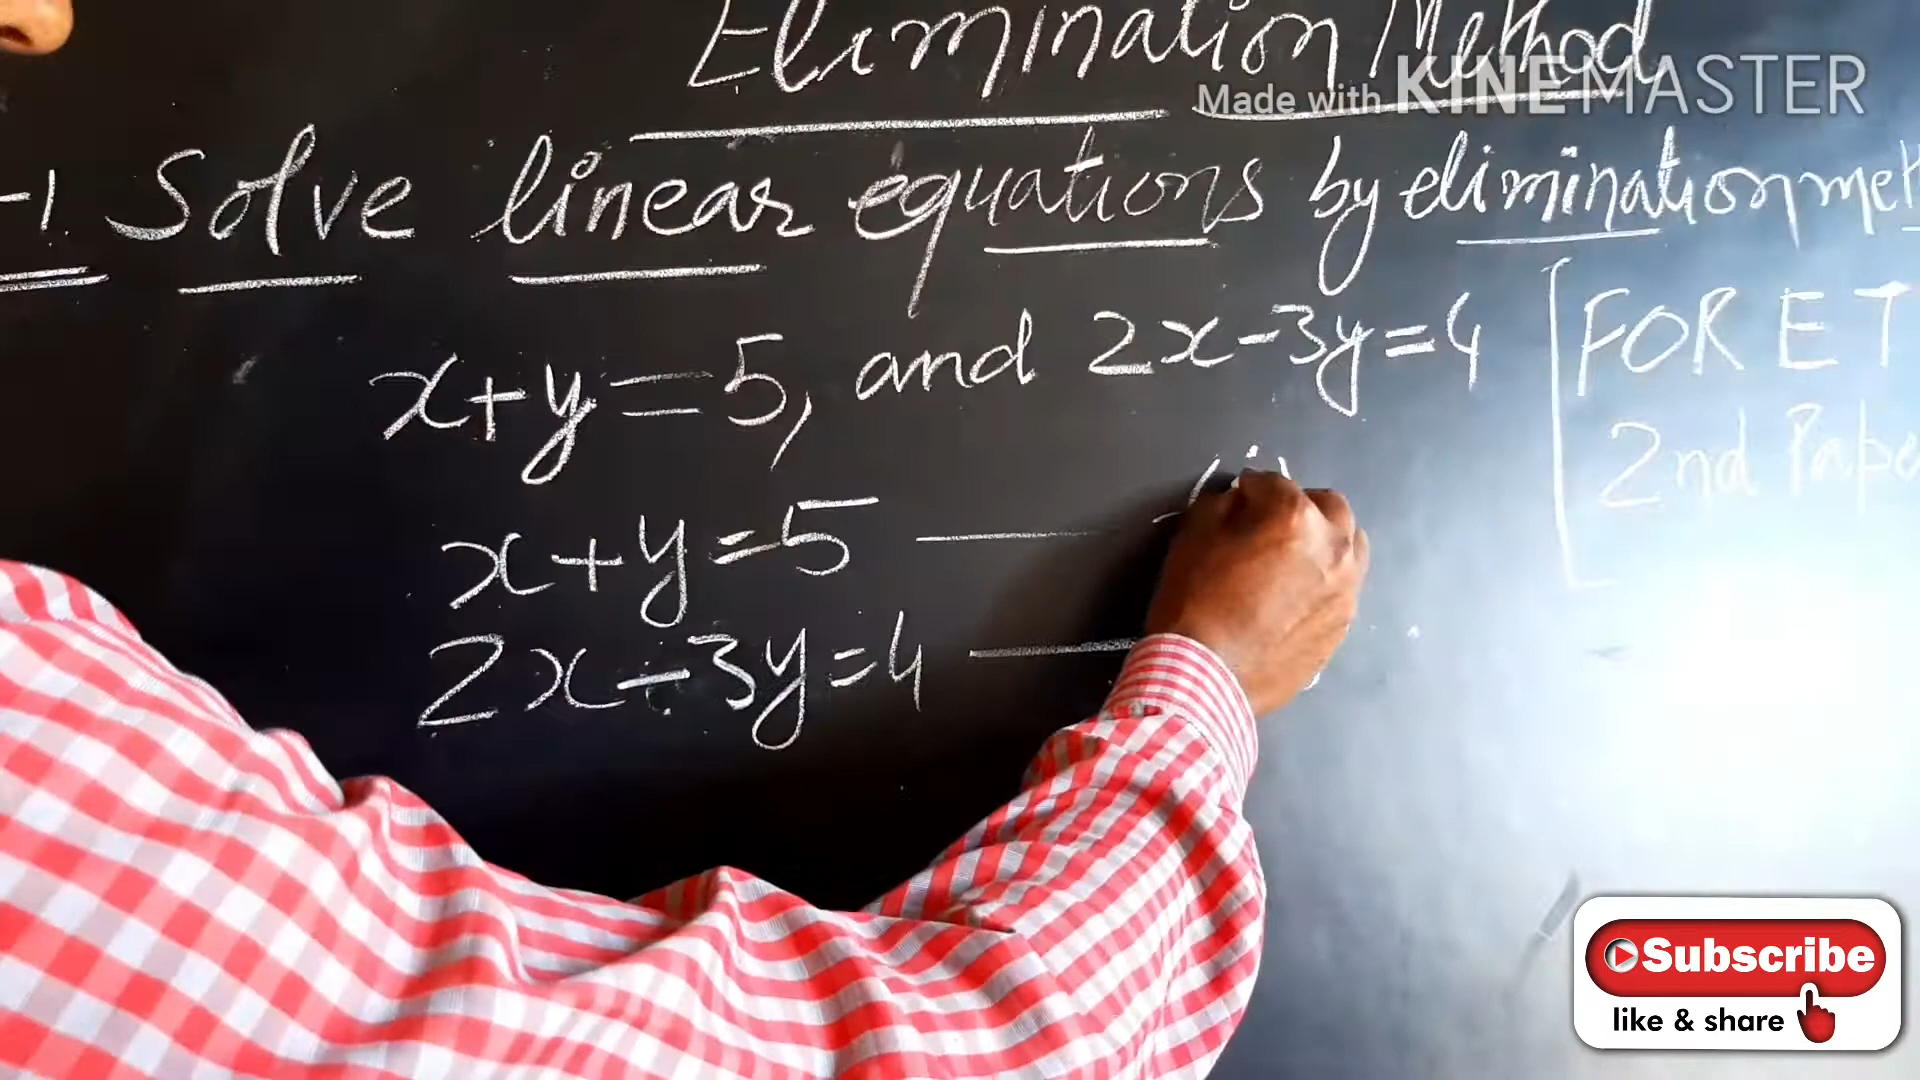 Elimination Method
Made with KINEMASTER
-1. Solve linear equations by elimination met
x+y=5, and 2x-3y=4
[FOR ET
2nd Pape
x+y=5 ——
2x-3y=4 ——
Subscribe
like & share